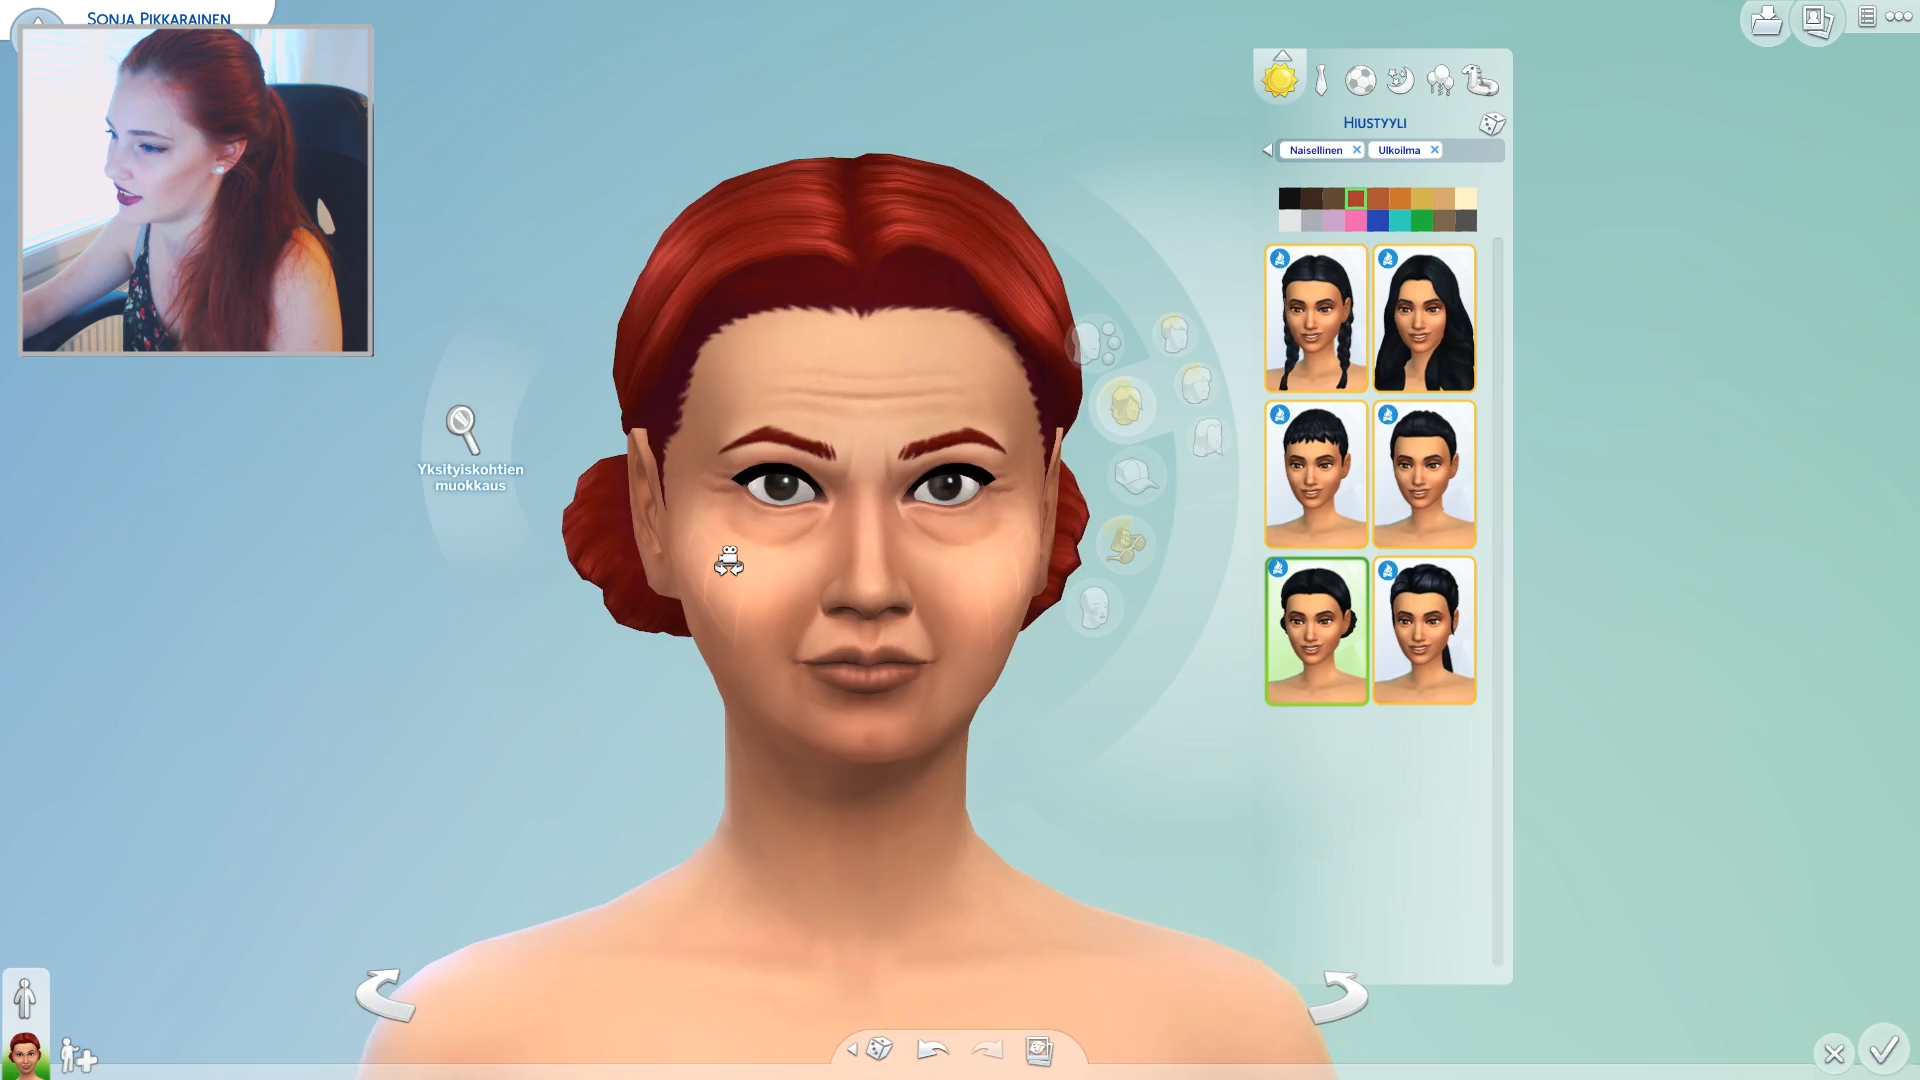 Sonja Pikkarainen
Hiustyyli
Naisellinen
Ulkoilma
Yksityiskohtien
muokkaus